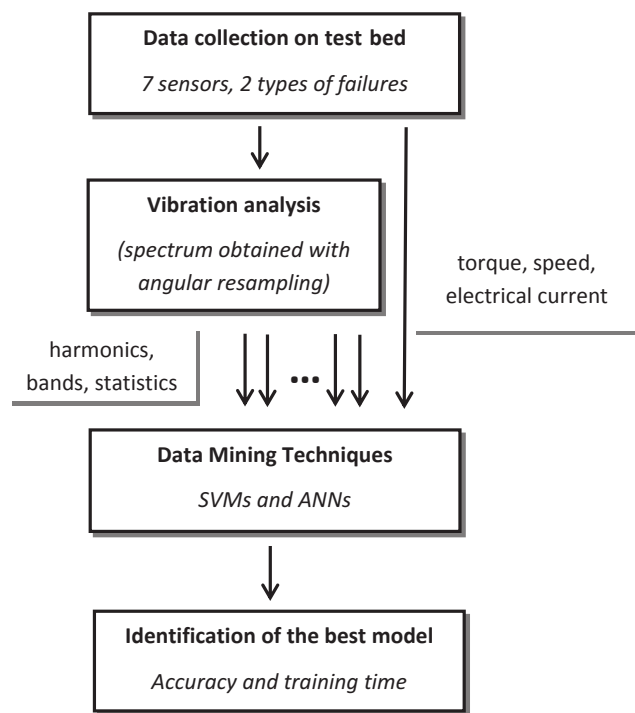 Data collection on test bed
7 sensors, 2 types of failures
Vibration analysis
(spectrum obtained with
angular resampling)
torque, speed,
electrical current
harmonics,
bands, statistics
...
Data Mining Techniques
SVMs and ANNs
Identification of the best model
Accuracy and training time